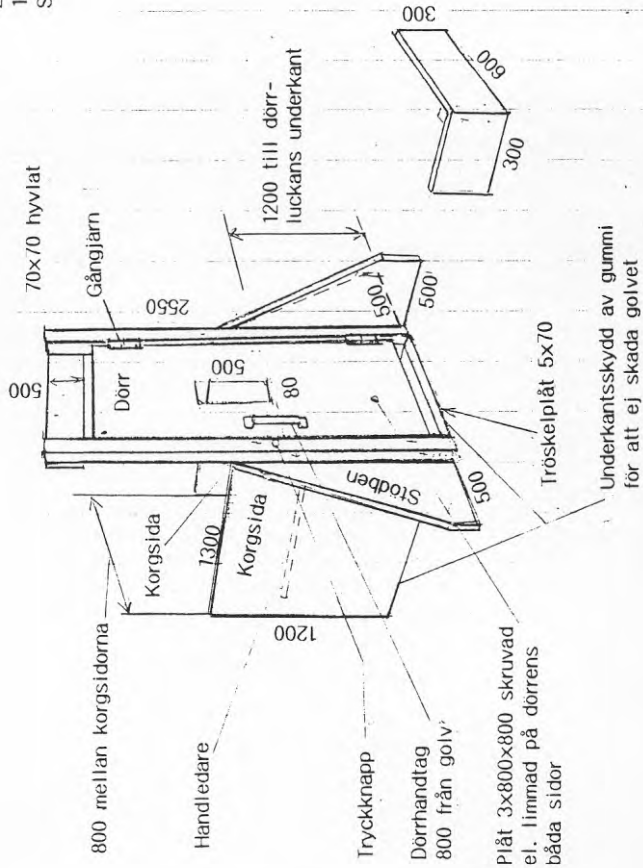 800 mellan korgsidorna
Handledare
Tryckknapp
Dörrhandtag
800 från golv
Plåt 3x800x800 skruvad
el. limmad på dörrens
båda sidor
1200
1300
Korgsida
Korgsida
Stödben
500
Dörr
500
80
500
70x70 hyvlat
Gångjärn
2550
1200 till dörr-
luckans underkant
500
500
Tröskelplåt 5x70
Underkantsskydd av gummi
för att ej skada golvet
300
600
300